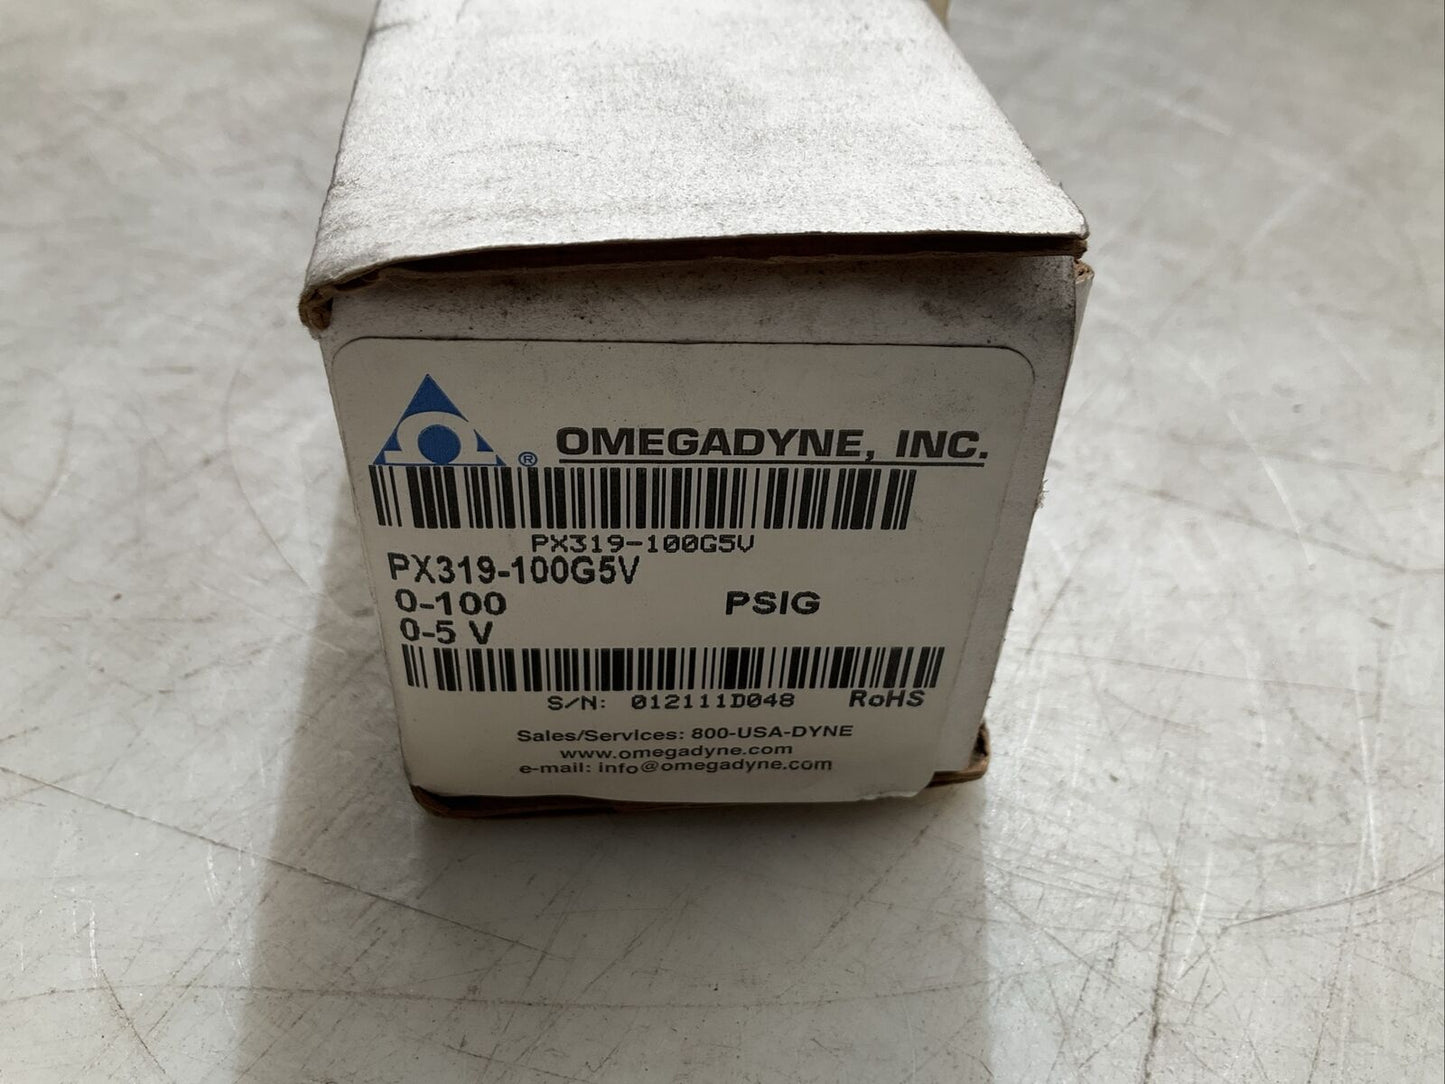 OMEGADYNE, INC.
®
PX319-100G5V
PX319-100G5V
0-100 PSIG
0-5 V
S/N: 012111D048 RoHS
Sales/Services: 800-USA-DYNE
www.omegadyne.com
e-mail: info@omegadyne.com